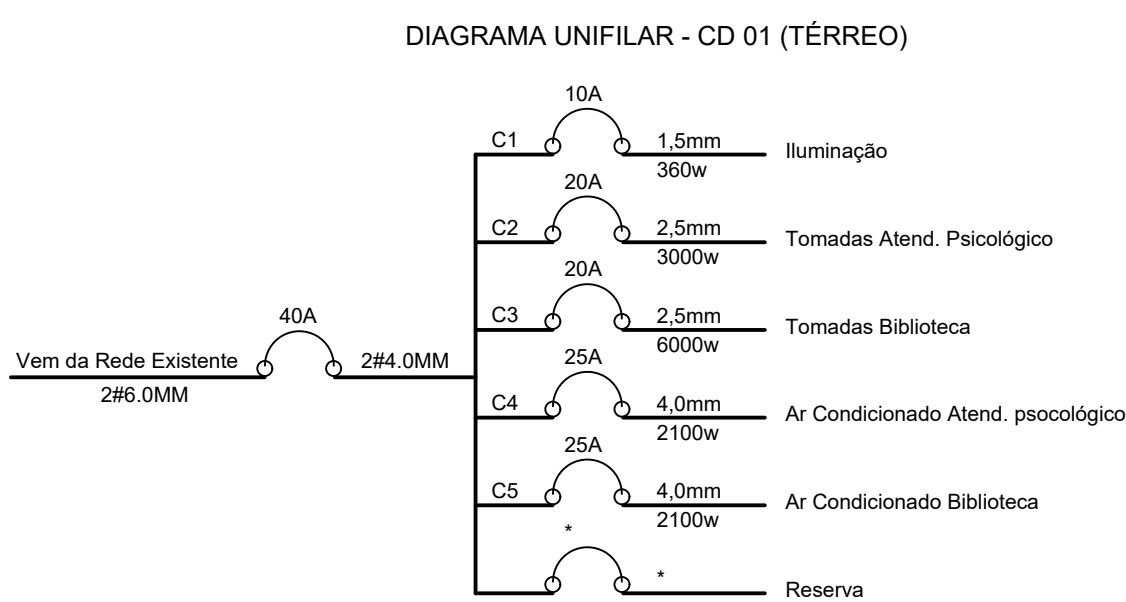 DIAGRAMA UNIFILAR - CD 01 (TÉRREO)
10A
C1
1,5mm
Iluminação
360w
20A
C2
2,5mm
Tomadas Atend. Psicológico
3000w
20A
C3
2,5mm
Tomadas Biblioteca
6000w
40A
Vem da Rede Existente
2#4.0MM
2#6.0MM
25A
C4
4,0mm
Ar Condicionado Atend. psocológico
2100w
25A
C5
4,0mm
Ar Condicionado Biblioteca
2100w
*
*
Reserva